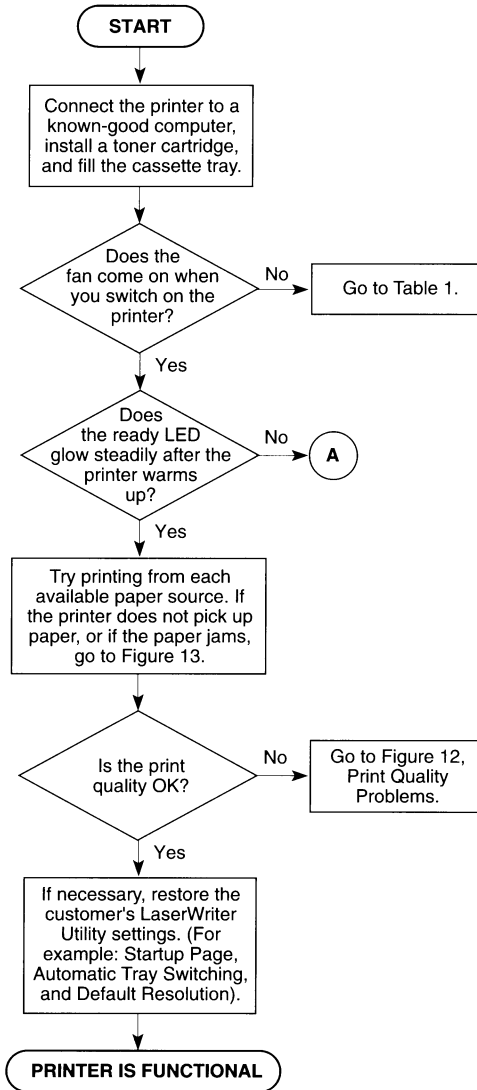 START
Connect the printer to a
known-good computer,
install a toner cartridge,
and fill the cassette tray.
Does the
fan come on when
you switch on the
printer?
No
Go to Table 1.
Yes
Does
the ready LED
glow steadily after the
printer warms
up?
No
A
Yes
Try printing from each
available paper source. If
the printer does not pick up
paper, or if the paper jams,
go to Figure 13.
Is the print
quality OK?
No
Go to Figure 12,
Print Quality
Problems.
Yes
If necessary, restore the
customer's LaserWriter
Utility settings. (For
example: Startup Page,
Automatic Tray Switching,
and Default Resolution).
PRINTER IS FUNCTIONAL